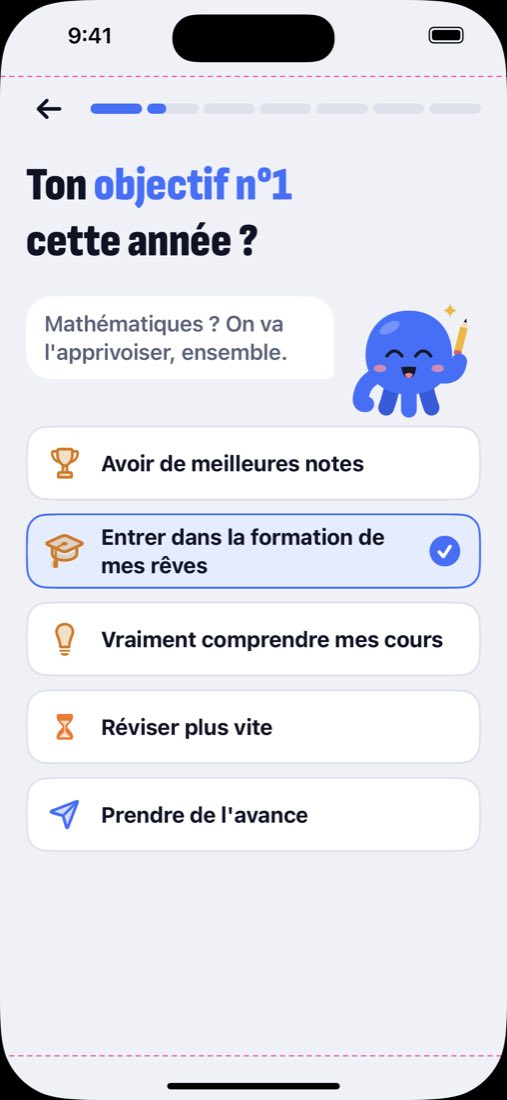 9:41
Ton objectif n°1
cette année ?
Mathématiques ? On va
l'apprivoiser, ensemble.
Avoir de meilleures notes
Entrer dans la formation de
mes rêves
Vraiment comprendre mes cours
Réviser plus vite
Prendre de l'avance